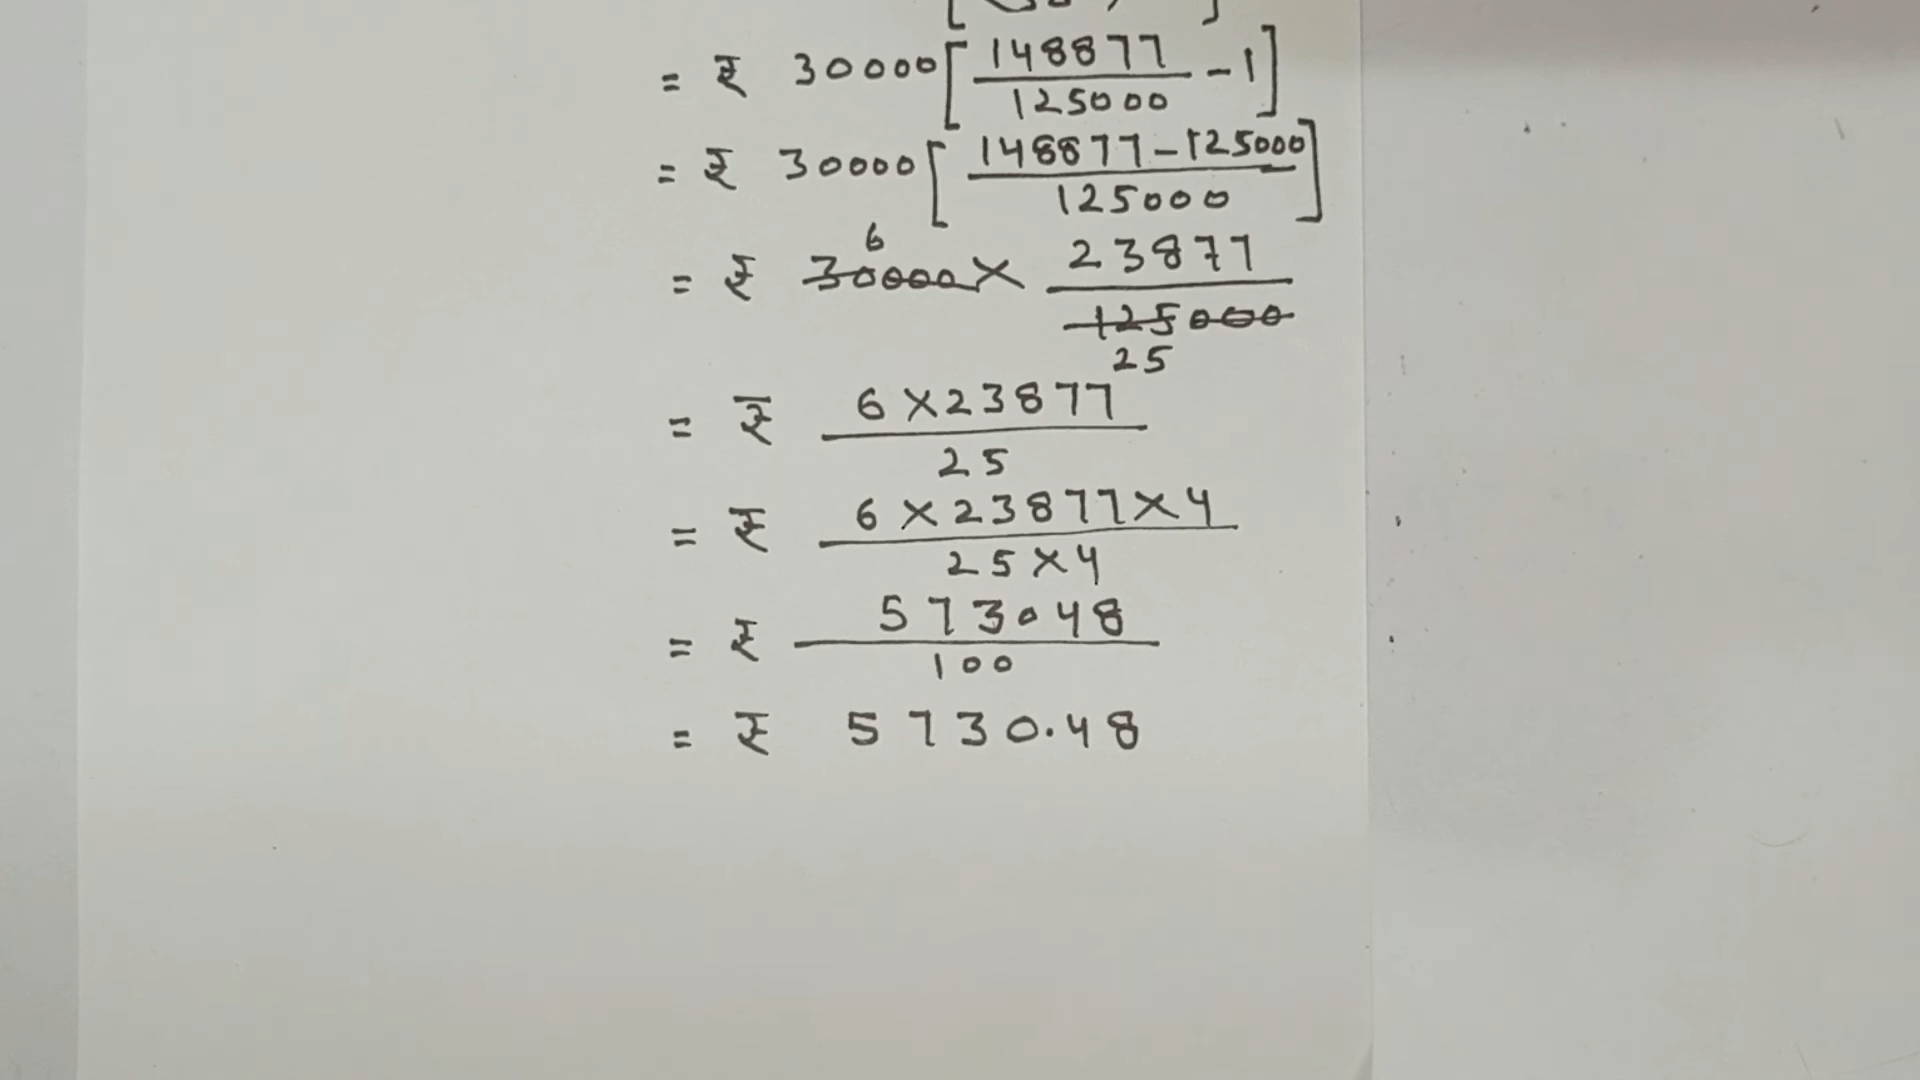 = ₹ 30000[148877/125000 - 1]
= ₹ 30000[148877-125000/125000]
= ₹ 30000 6 × 23877/125000 25
= ₹ 6×23877/25
= ₹ 6×23877×4/25×4
= ₹ 573048/100
= ₹ 5730.48